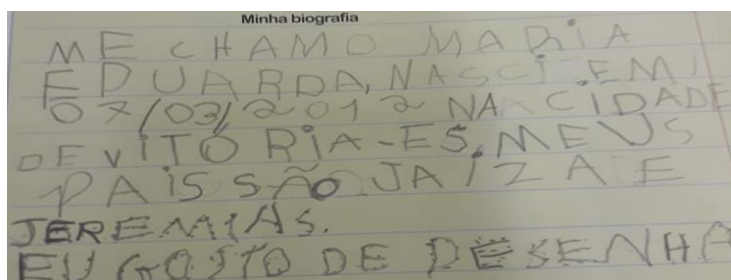 Minha biografia
ME CHAMO MARiA
EDUARDA, NASCi EM
07/03/2012 NA CiDADE
DE ViTÓRiA-ES, MEUS
PAiS SÃO JAiZA E
JEREMIAS.
EU GOSTO DE DESENHA